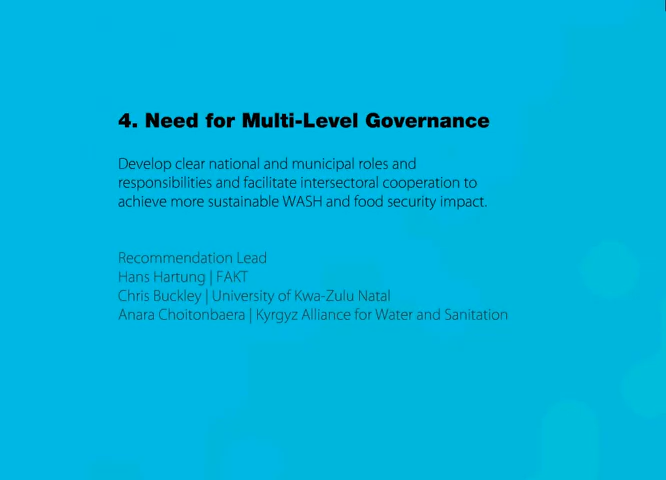 4. Need for Multi-Level Governance
Develop clear national and municipal roles and
responsibilities and facilitate intersectoral cooperation to
achieve more sustainable WASH and food security impact.
Recommendation Lead
Hans Hartung | FAKT
Chris Buckley | University of Kwa-Zulu Natal
Anara Choitonbaera | Kyrgyz Alliance for Water and Sanitation